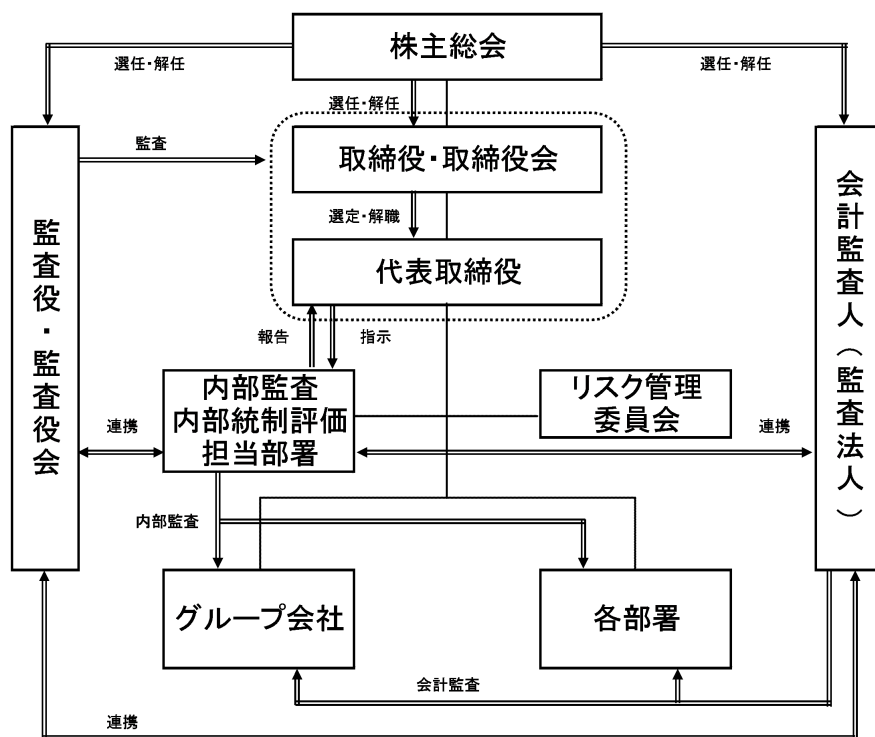 株主総会
選任・解任
選任・解任
選任・解任
監査
取締役・取締役会
選定・解職
代表取締役
監査役・監査役会
会計監査人（監査法人）
報告
指示
内部監査
内部統制評価
担当部署
リスク管理
委員会
連携
連携
内部監査
グループ会社
各部署
会計監査
連携